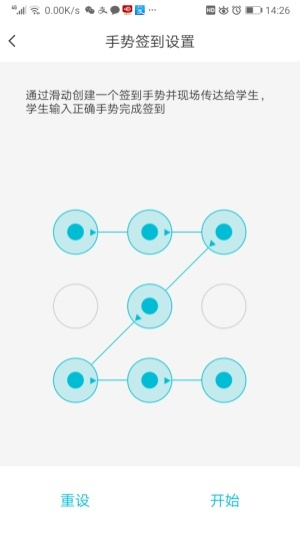 0.00K/s
HD
14:26
手势签到设置
通过滑动创建一个签到手势并现场传达给学生，
学生输入正确手势完成签到
重设
开始